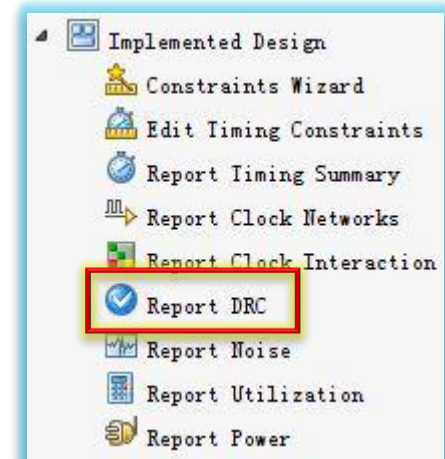 Implemented Design
Constraints Wizard
Edit Timing Constraints
Report Timing Summary
Report Clock Networks
Report Clock Interaction
Report DRC
Report Noise
Report Utilization
Report Power